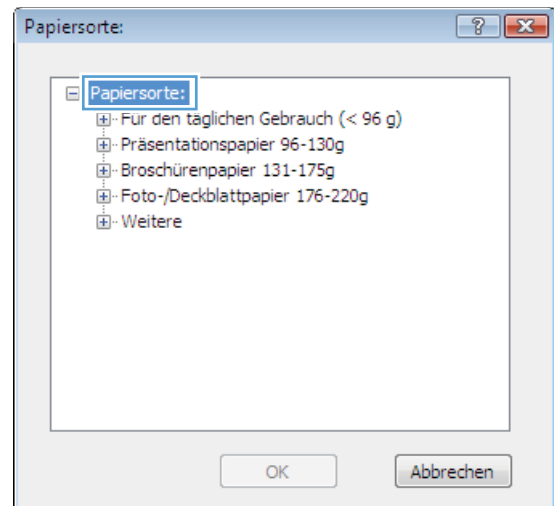 Papiersorte:
Papiersorte:
Für den täglichen Gebrauch (< 96 g)
Präsentationspapier 96-130g
Broschürenpapier 131-175g
Foto-/Deckblattpapier 176-220g
Weitere
OK
Abbrechen